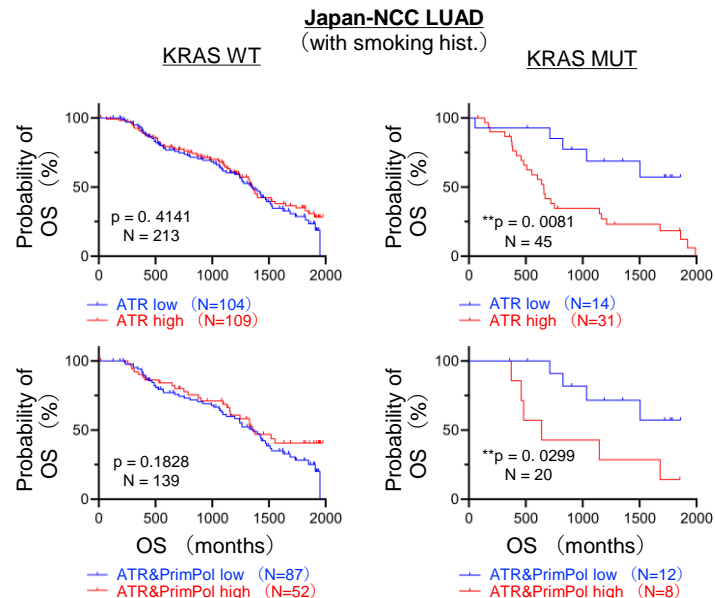 Japan-NCC LUAD
(with smoking hist.)
KRAS WT
KRAS MUT
Probability of
OS (%)
100
50
0
p = 0. 4141
N = 213
0 500 1000 1500 2000
ATR low (N=104)
ATR high (N=109)
Probability of
OS (%)
100
50
0
**p = 0. 0081
N = 45
0 500 1000 1500 2000
ATR low (N=14)
ATR high (N=31)
Probability of
OS (%)
100
50
0
p = 0.1828
N = 139
0 500 1000 1500 2000
OS (months)
ATR&PrimPol low (N=87)
ATR&PrimPol high (N=52)
Probability of
OS (%)
100
50
0
**p = 0. 0299
N = 20
0 500 1000 1500 2000
OS (months)
ATR&PrimPol low (N=12)
ATR&PrimPol high (N=8)